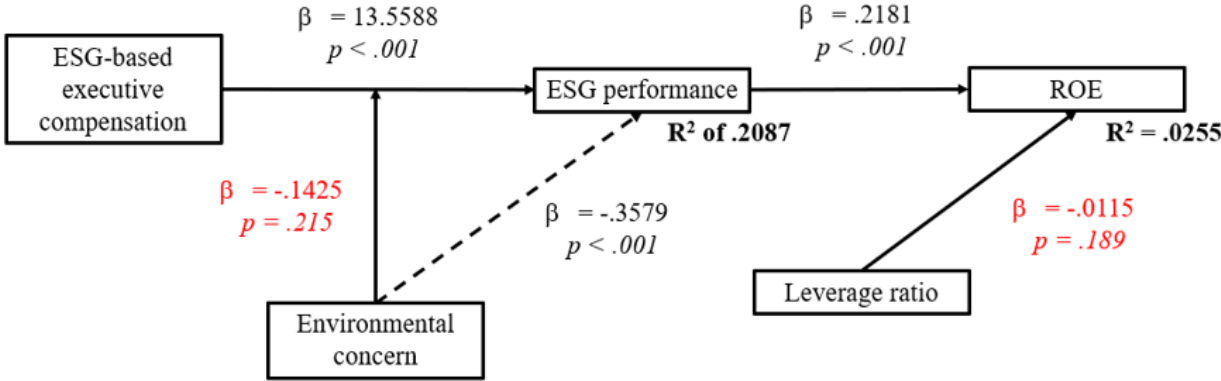 β = 13.5588
p < .001
β = .2181
p < .001
ESG-based
executive
compensation
ESG performance
ROE
R² of .2087
R² = .0255
β = -.1425
p = .215
β = -.3579
p < .001
β = -.0115
p = .189
Leverage ratio
Environmental
concern